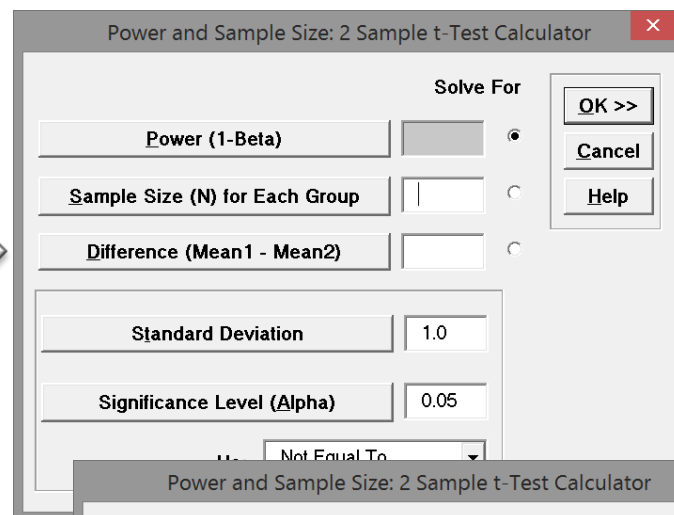 Power and Sample Size: 2 Sample t-Test Calculator
Solve For
Power (1-Beta)
OK >>
Cancel
Sample Size (N) for Each Group
Help
Difference (Mean1 - Mean2)
Standard Deviation 1.0
Significance Level (Alpha) 0.05
Not Equal To
Power and Sample Size: 2 Sample t-Test Calculator